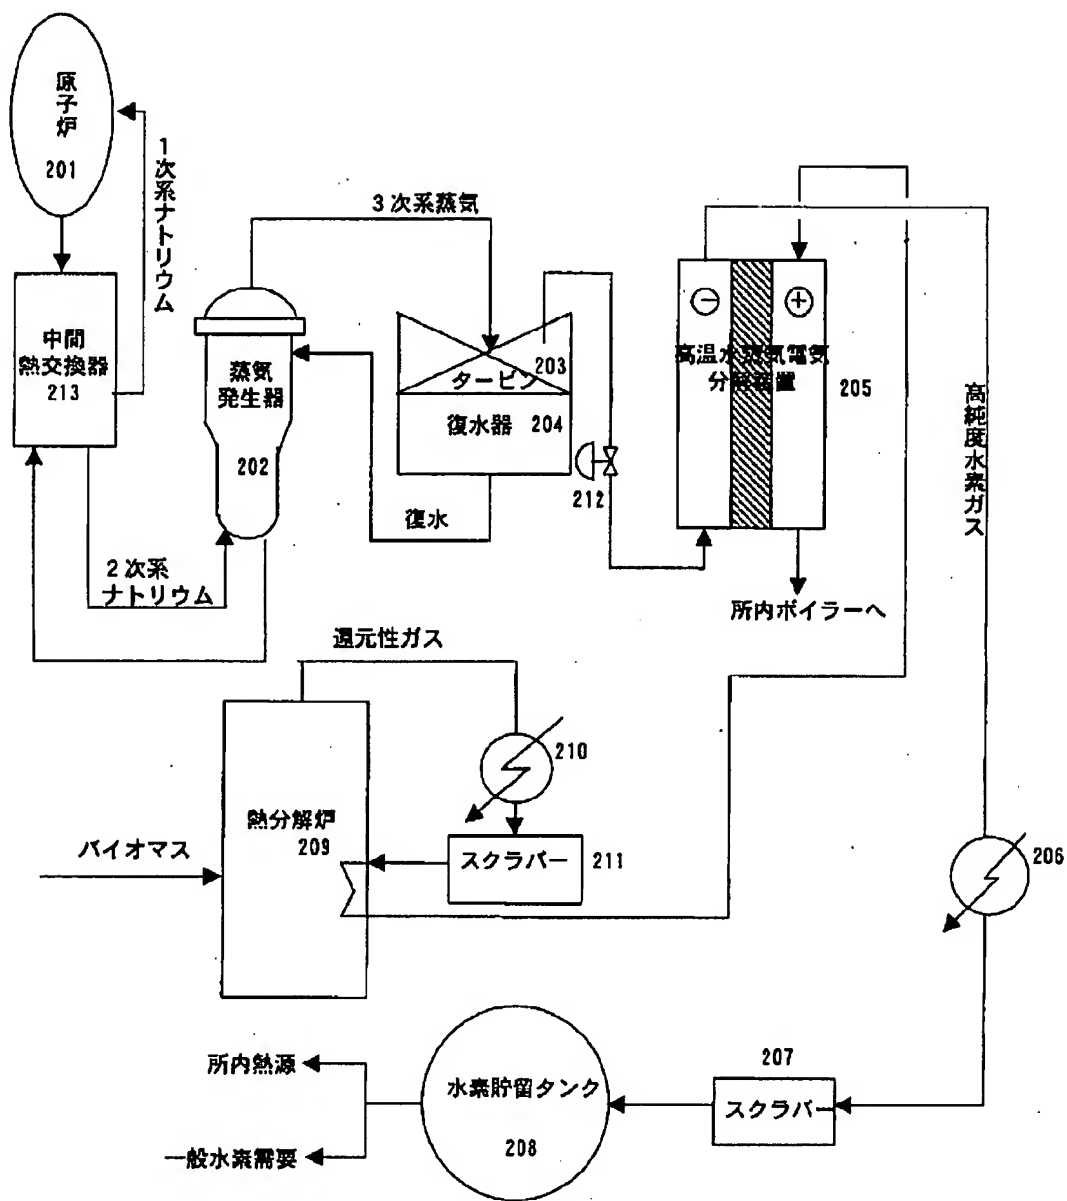 原子炉
201
1次系ナトリウム
3次系蒸気
中間
熱交換器
213
蒸気
発生器
202
203
タービン
復水器 204
212
復水
⊖ ⊕
高温水蒸気電気
分解装置
205
高純度水素ガス
2次系
ナトリウム
所内ボイラーへ
還元性ガス
210
熱分解炉
209
バイオマス
スクラバー 211
206
所内熱源
水素貯留タンク
208
207
スクラバー
一般水素需要